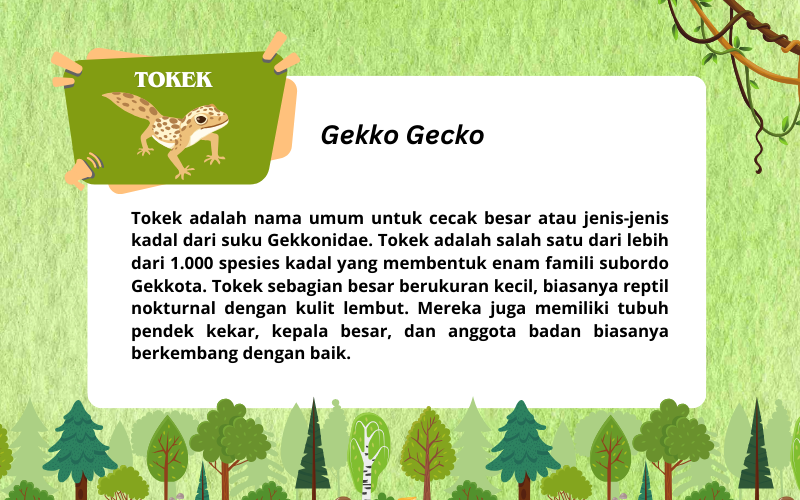 TOKEK
Gekko Gecko
Tokek adalah nama umum untuk cecak besar atau jenis-jenis
kadal dari suku Gekkonidae. Tokek adalah salah satu dari lebih
dari 1.000 spesies kadal yang membentuk enam famili subordo
Gekkota. Tokek sebagian besar berukuran kecil, biasanya reptil
nokturnal dengan kulit lembut. Mereka juga memiliki tubuh
pendek kekar, kepala besar, dan anggota badan biasanya
berkembang dengan baik.